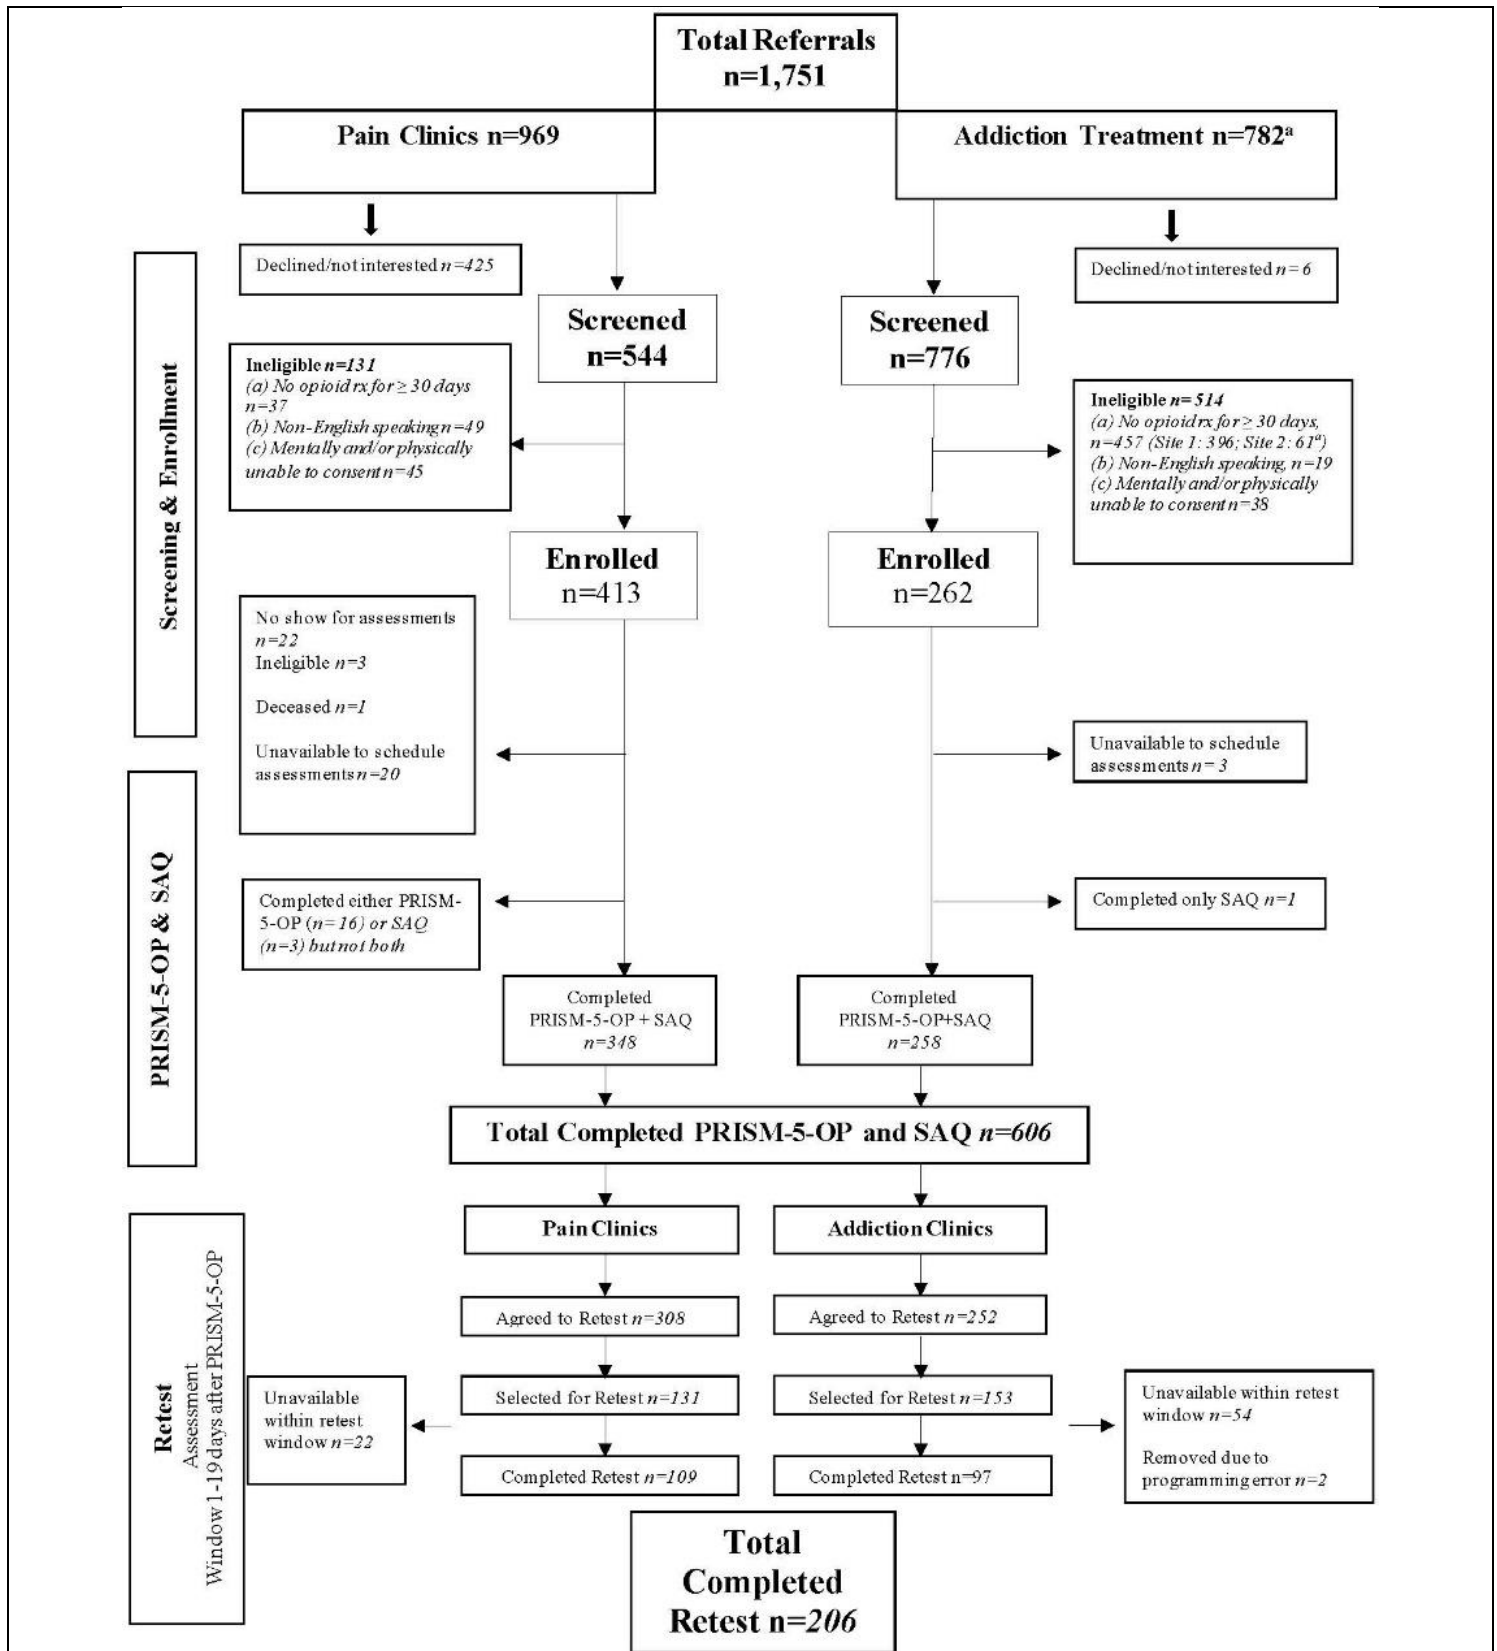 Total Referrals
n=1,751
Pain Clinics n=969
Addiction Treatment n=782ᵃ
Declined/not interested n=425
Declined/not interested n= 6
Screened
n=544
Screened
n=776
Ineligible n=131
(a) No opioid rx for ≥ 30 days
n=37
(b) Non-English speaking n=49
(c) Mentally and/or physically
unable to consent n=45
Ineligible n= 514
(a) No opioid rx for ≥ 30 days,
n=457 (Site 1: 396; Site 2: 61ᵃ)
(b) Non-English speaking, n=19
(c) Mentally and/or physically
unable to consent n=38
Screening & Enrollment
Enrolled
n=413
Enrolled
n=262
No show for assessments
n=22
Ineligible n=3
Deceased n=1
Unavailable to schedule
assessments n=20
Unavailable to schedule
assessments n= 3
PRISM-5-OP & SAQ
Completed either PRISM-
5-OP (n=16) or SAQ
(n=3) but not both
Completed only SAQ n=1
Completed
PRISM-5-OP + SAQ
n=348
Completed
PRISM-5-OP+SAQ
n=258
Total Completed PRISM-5-OP and SAQ n=606
Pain Clinics
Addiction Clinics
Agreed to Retest n=308
Agreed to Retest n=252
Retest
Assessment
Window 1-19 days after PRISM-5-OP
Unavailable
within retest
window n=22
Selected for Retest n=131
Selected for Retest n=153
Unavailable within retest
window n=54
Removed due to
programming error n=2
Completed Retest n=109
Completed Retest n=97
Total
Completed
Retest n=206